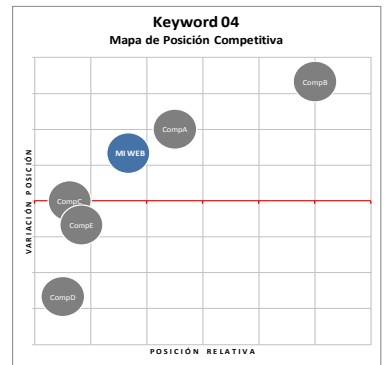 Keyword 04
Mapa de Posición Competitiva
CompB
CompA
MI WEB
CompC
CompE
CompD
VARIACIÓN POSICIÓN
POSICIÓN RELATIVA